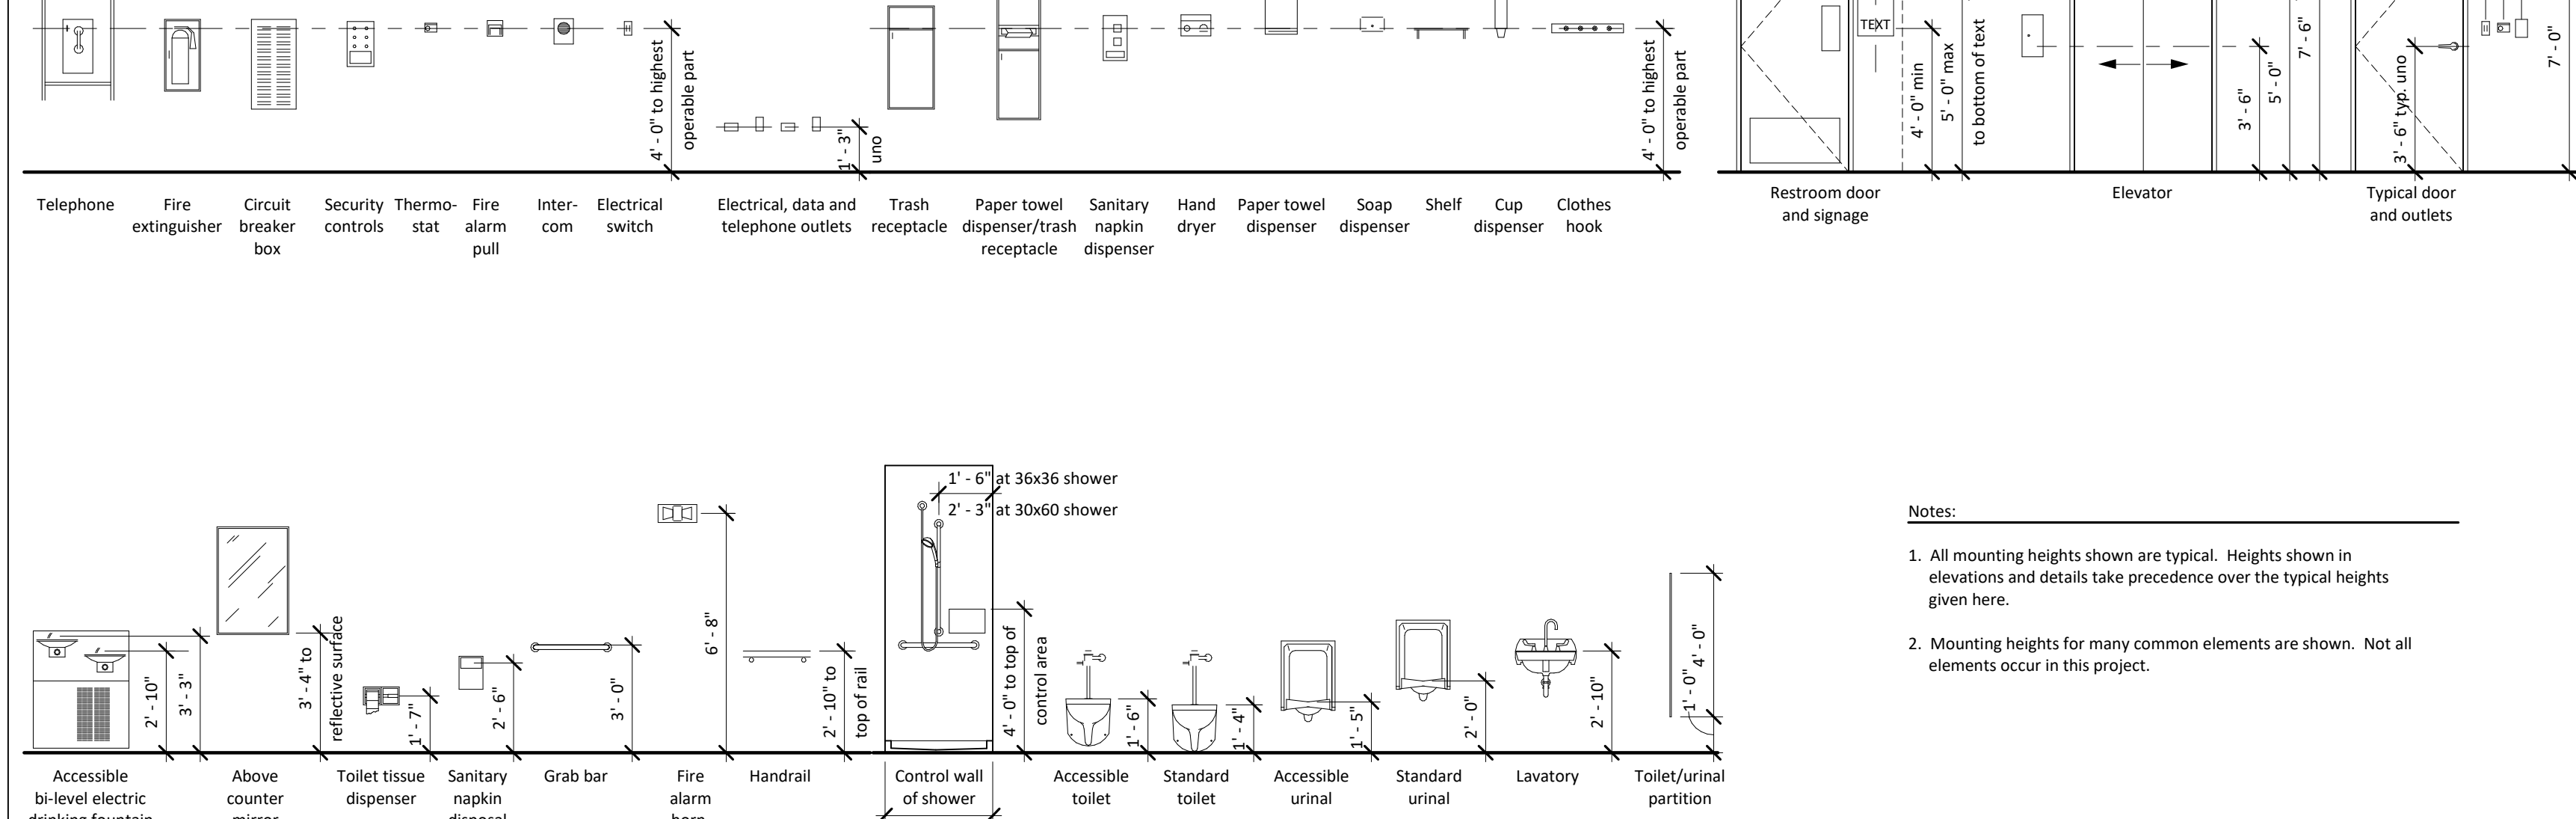 TEXT
4' - 0" to highest
operable part
1' - 3"
uno
4' - 0" to highest
operable part
4' - 0" min
5' - 0" max
to bottom of text
3' - 6"
5' - 0"
7' - 6"
3' - 6" typ. uno
7' - 0"
Telephone
Fire
extinguisher
Circuit
breaker
box
Security
controls
Thermo-
stat
Fire
alarm
pull
Inter-
com
Electrical
switch
Electrical, data and
telephone outlets
Trash
receptacle
Paper towel
dispenser/trash
receptacle
Sanitary
napkin
dispenser
Hand
dryer
Paper towel
dispenser
Soap
dispenser
Shelf
Cup
dispenser
Clothes
hook
Restroom door
and signage
Elevator
Typical door
and outlets
1' - 6" at 36x36 shower
2' - 3" at 30x60 shower
2' - 10"
3' - 3"
3' - 4" to
reflective surface
1' - 7"
2' - 6"
3' - 0"
6' - 8"
2' - 10" to
top of rail
4' - 0" to top of
control area
1' - 6"
1' - 4"
1' - 5"
2' - 0"
2' - 10"
1' - 0"
4' - 0"
Accessible
bi-level electric
drinking fountain
Above
counter
mirror
Toilet tissue
dispenser
Sanitary
napkin
disposal
Grab bar
Fire
alarm
horn
Handrail
Control wall
of shower
Accessible
toilet
Standard
toilet
Accessible
urinal
Standard
urinal
Lavatory
Toilet/urinal
partition
Notes:
1. All mounting heights shown are typical. Heights shown in
elevations and details take precedence over the typical heights
given here.
2. Mounting heights for many common elements are shown. Not all
elements occur in this project.